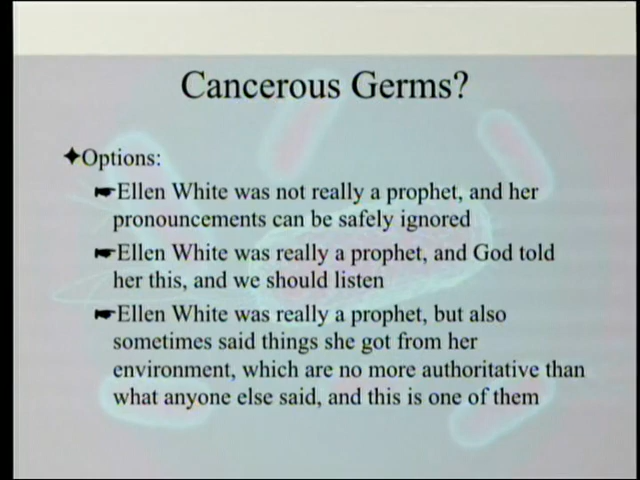 Cancerous Germs?
✦Options:
☛Ellen White was not really a prophet, and her
pronouncements can be safely ignored
☛Ellen White was really a prophet, and God told
her this, and we should listen
☛Ellen White was really a prophet, but also
sometimes said things she got from her
environment, which are no more authoritative than
what anyone else said, and this is one of them